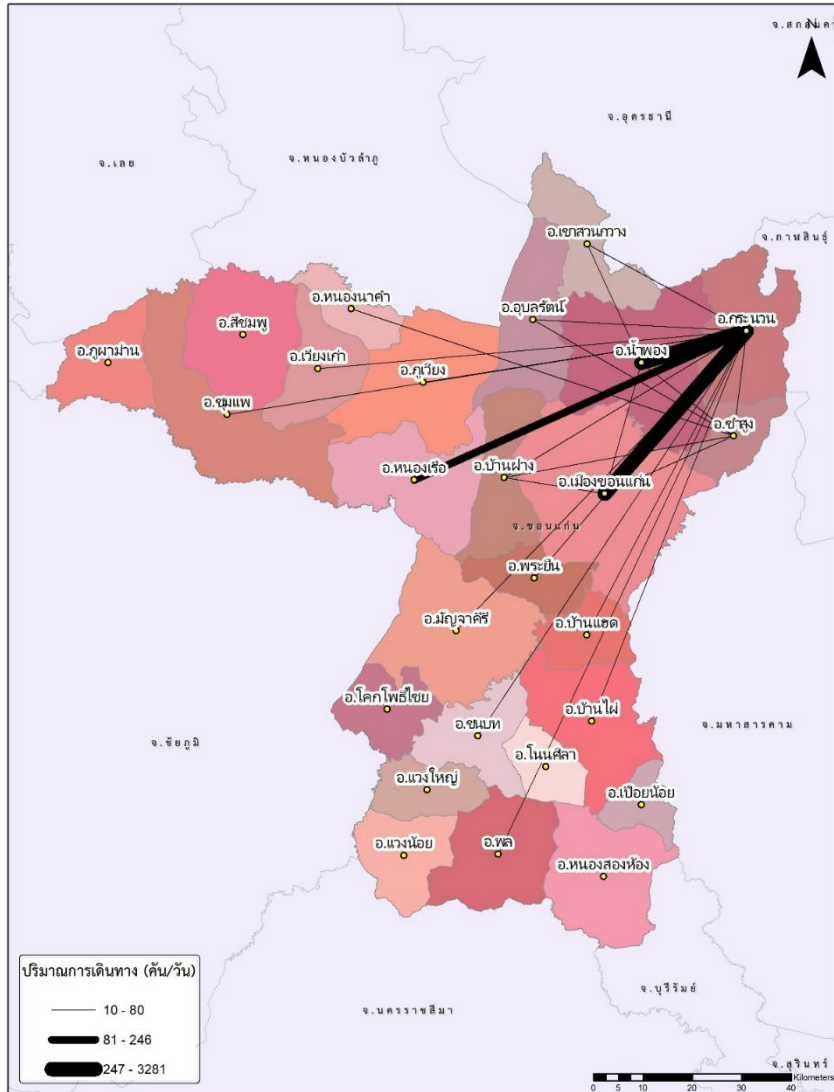 จ.สกลนคร
N
จ.อุดรธานี
จ.เลย
จ.หนองบัวลำภู
จ.กาฬสินธุ์
อ.เขาสวนกวาง
อ.หนองนาคำ
อ.อุบลรัตน์
อ.กระนวน
อ.สีชมพู
อ.น้ำพอง
อ.ภูผาม่าน
อ.เวียงเก่า
อ.ภูเวียง
อ.ชุมแพ
อ.ซำสูง
อ.หนองเรือ
อ.บ้านฝาง
อ.เมืองขอนแก่น
จ.ขอนแก่น
อ.พระยืน
อ.มัญจาคีรี
อ.บ้านแฮด
อ.โคกโพธิ์ไชย
อ.ชนบท
อ.บ้านไผ่
จ.มหาสารคาม
จ.ชัยภูมิ
อ.โนนศิลา
อ.แวงใหญ่
อ.เปือยน้อย
อ.แวงน้อย
อ.พล
อ.หนองสองห้อง
ปริมาณการเดินทาง (คัน/วัน)
10 - 80
81 - 246
247 - 3281
จ.บุรีรัมย์
จ.นครราชสีมา
จ.สุรินทร์
Kilometers
0 5 10 20 30 40